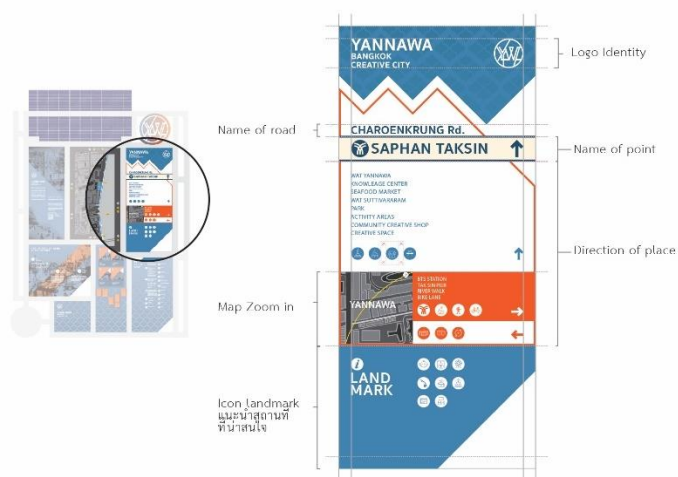 YANNAWA
BANGKOK
CREATIVE CITY
Logo Identity
Name of road
CHAROENKRUNG Rd.
SAPHAN TAKSIN
Name of point
WAT YANNAWA
KNOWLEAGE CENTER
SEAFOOD MARKET
WAT SUTTIVARARAM
PARK
ACTIVITY AREAS
COMMUNITY CREATIVE SHOP
CREATIVE SPACE
Direction of place
Map Zoom in
YANNAWA
BTS STATION
TAK SIN PIER
RIVER WALK
BIKE LANE
Icon landmark
แนะนำสถานที่
ที่น่าสนใจ
i
LAND
MARK